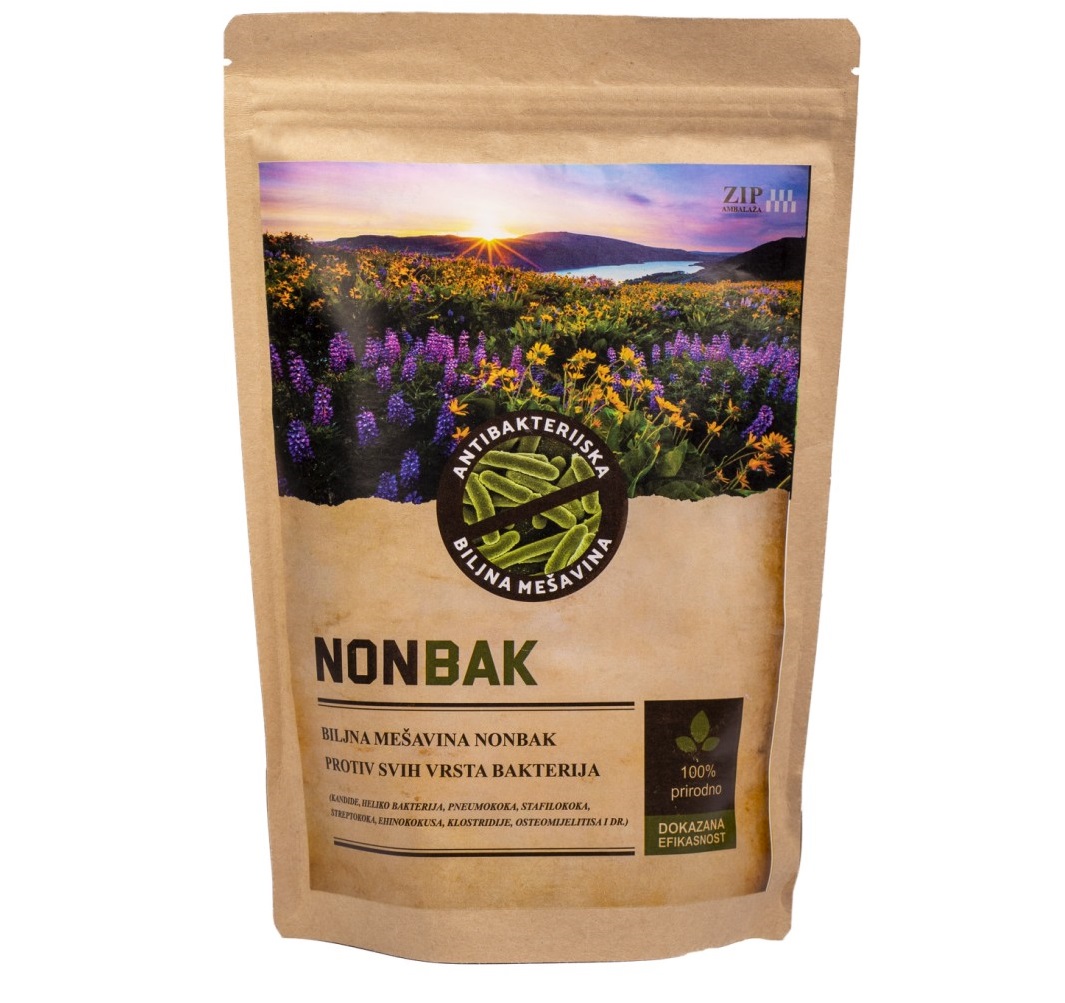 ZIP
AMBALAŽA
ANTIBAKTERIJSKA
BILJNA MEŠAVINA
NONBAK
BILJNA MEŠAVINA NONBAK
PROTIV SVIH VRSTA BAKTERIJA
(KANDIDE, HELIKO BAKTERIJA, PNEUMOKOKA, STAFILOKOKA,
STREPTOKOKA, EHINOKOKUSA, KLOSTRIDIJE, OSTEOMIJELITISA I DR.)
100%
prirodno
DOKAZANA
EFIKASNOST